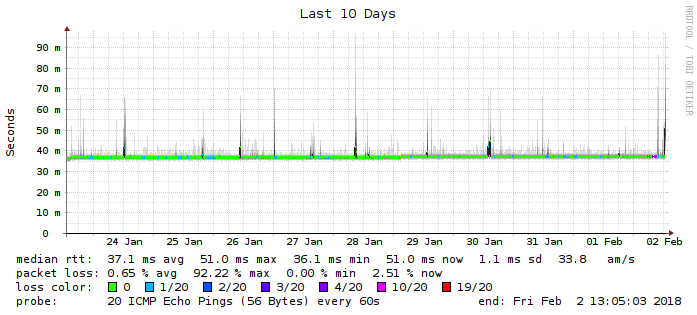 Last 10 Days
RRDTOOL / TOBI OETIKER
Seconds
90 m
80 m
70 m
60 m
50 m
40 m
30 m
20 m
10 m
0
24 Jan 25 Jan 26 Jan 27 Jan 28 Jan 29 Jan 30 Jan 31 Jan 01 Feb 02 Feb
median rtt: 37.1 ms avg 51.0 ms max 36.1 ms min 51.0 ms now 1.1 ms sd 33.8 am/s
packet loss: 0.65 % avg 92.22 % max 0.00 % min 2.51 % now
loss color: 0 1/20 2/20 3/20 4/20 10/20 19/20
probe: 20 ICMP Echo Pings (56 Bytes) every 60s end: Fri Feb 2 13:05:03 2018